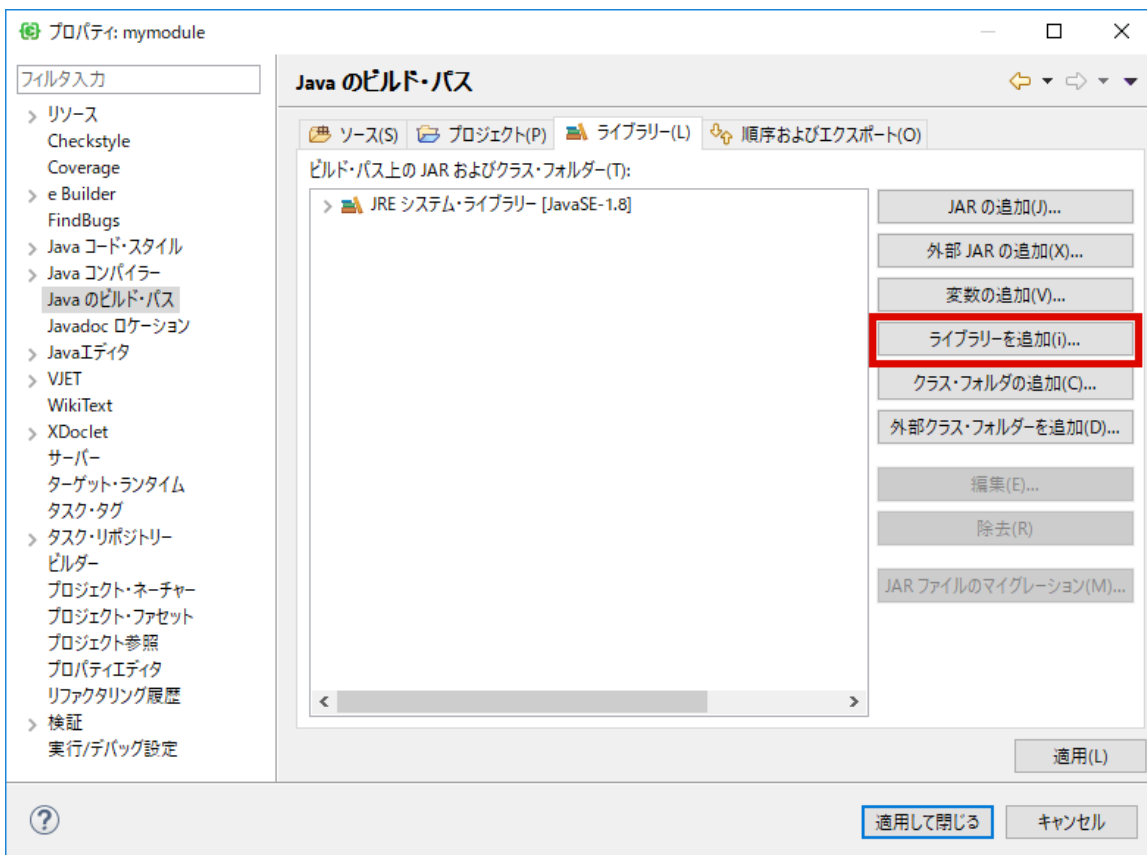 プロパティ: mymodule
フィルタ入力
リソース
Checkstyle
Coverage
e Builder
FindBugs
Java コード・スタイル
Java コンパイラー
Java のビルド・パス
Javadoc ロケーション
Javaエディタ
VJET
WikiText
XDoclet
サーバー
ターゲット・ランタイム
タスク・タグ
タスク・リポジトリー
ビルダー
プロジェクト・ネーチャー
プロジェクト・ファセット
プロジェクト参照
プロパティエディタ
リファクタリング履歴
検証
実行/デバッグ設定
Java のビルド・パス
ソース(S) プロジェクト(P) ライブラリー(L) 順序およびエクスポート(O)
ビルド・パス上の JAR およびクラス・フォルダー(T):
JRE システム・ライブラリー [JavaSE-1.8]
JAR の追加(J)...
外部 JAR の追加(X)...
変数の追加(V)...
ライブラリーを追加(i)...
クラス・フォルダの追加(C)...
外部クラス・フォルダーを追加(D)...
編集(E)...
除去(R)
JAR ファイルのマイグレーション(M)...
適用(L)
適用して閉じる キャンセル